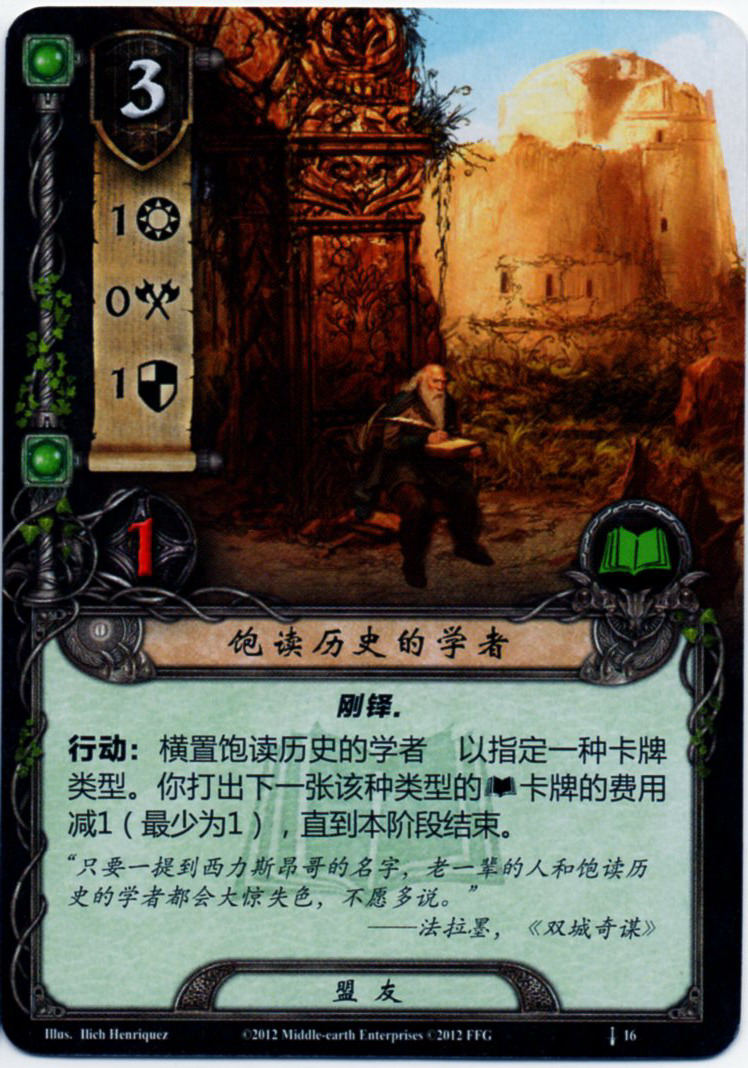 3
1
0
1
1
饱读历史的学者
刚铎.
行动：横置饱读历史的学者 以指定一种卡牌
类型。你打出下一张该种类型的卡牌的费用
减1（最少为1），直到本阶段结束。
“只要一提到西力斯昂哥的名字，老一辈的人和饱读历
史的学者都会大惊失色，不愿多说。”
——法拉墨，《双城奇谋》
盟友
Illus. Ilich Henriquez ©2012 Middle-earth Enterprises ©2012 FFG 16